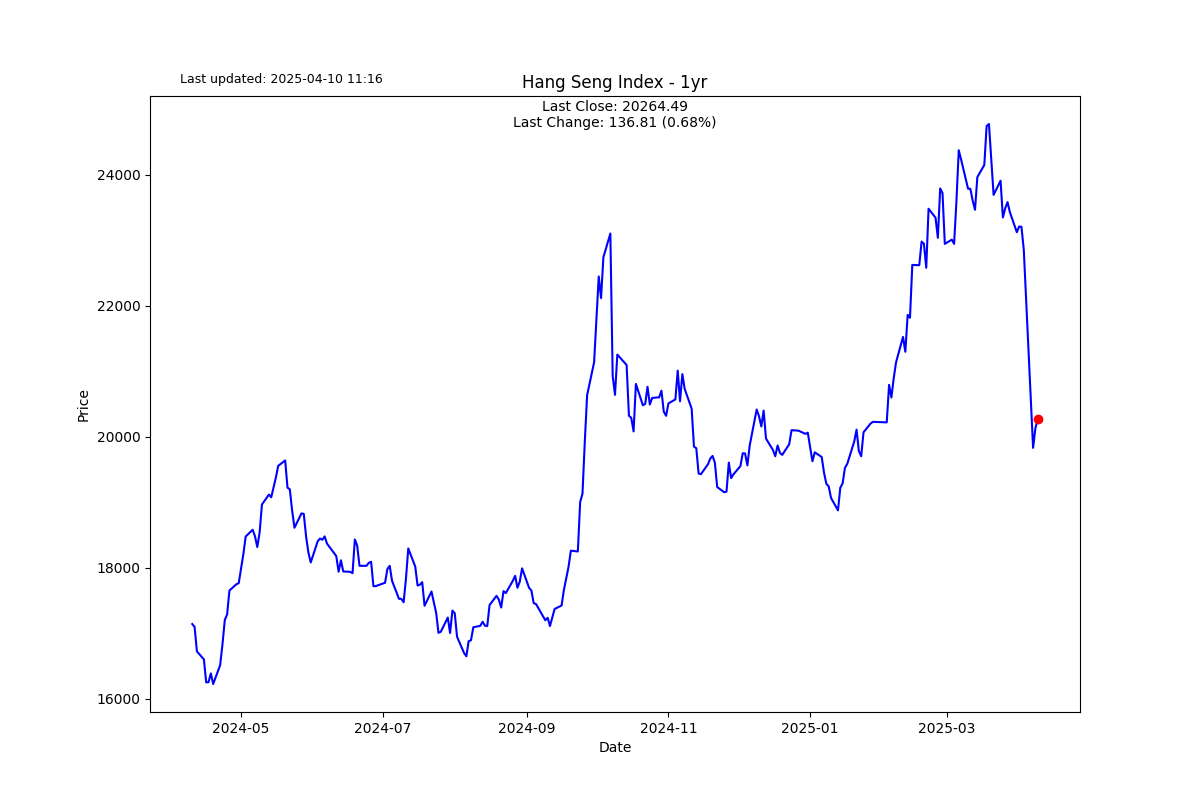 Last updated: 2025-04-10 11:16
Hang Seng Index - 1yr
Last Close: 20264.49
Last Change: 136.81 (0.68%)
24000
22000
20000
18000
16000
Price
2024-05
2024-07
2024-09
2024-11
2025-01
2025-03
Date